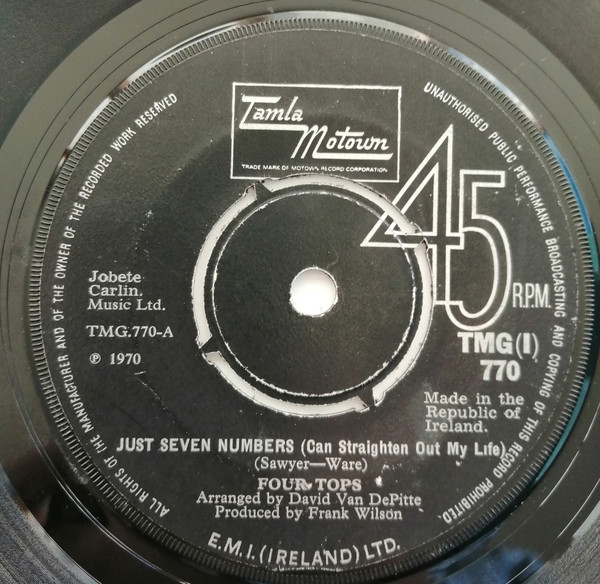 Tamla
Motown
TRADE MARK OF MOTOWN RECORD CORPORATION
45
R.P.M.
TMG(I)
770
Made in the
Republic of
Ireland.
Jobete
Carlin.
Music Ltd.
TMG.770-A
Ⓟ 1970
JUST SEVEN NUMBERS (Can Straighten Out My Life)
(Sawyer—Ware)
FOUR TOPS
Arranged by David Van DePitte
Produced by Frank Wilson
E.M.I. (IRELAND) LTD.
ALL RIGHTS OF THE MANUFACTURER AND OF THE OWNER OF THE RECORDED WORK RESERVED
UNAUTHORISED PUBLIC PERFORMANCE BROADCASTING AND COPYING OF THIS RECORD PROHIBITED.